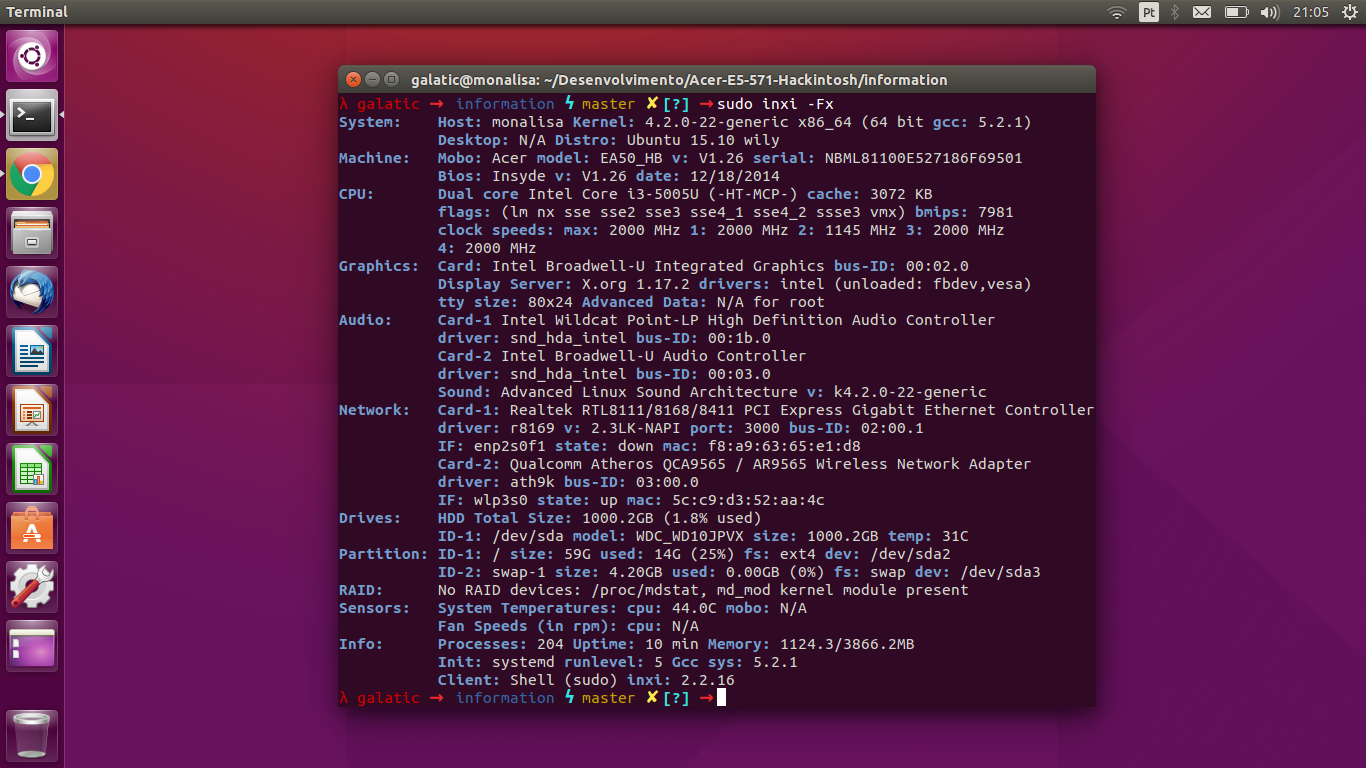 Terminal
Pt
21:05
galatic@monalisa: ~/Desenvolvimento/Acer-E5-571-Hackintosh/information
λ galatic → information ϟ master ✘ [?] →sudo inxi -Fx
System: Host: monalisa Kernel: 4.2.0-22-generic x86_64 (64 bit gcc: 5.2.1)
Desktop: N/A Distro: Ubuntu 15.10 wily
Machine: Mobo: Acer model: EA50_HB v: V1.26 serial: NBML81100E527186F69501
Bios: Insyde v: V1.26 date: 12/18/2014
CPU: Dual core Intel Core i3-5005U (-HT-MCP-) cache: 3072 KB
flags: (lm nx sse sse2 sse3 sse4_1 sse4_2 ssse3 vmx) bmips: 7981
clock speeds: max: 2000 MHz 1: 2000 MHz 2: 1145 MHz 3: 2000 MHz
4: 2000 MHz
Graphics: Card: Intel Broadwell-U Integrated Graphics bus-ID: 00:02.0
Display Server: X.org 1.17.2 drivers: intel (unloaded: fbdev,vesa)
tty size: 80x24 Advanced Data: N/A for root
Audio: Card-1 Intel Wildcat Point-LP High Definition Audio Controller
driver: snd_hda_intel bus-ID: 00:1b.0
Card-2 Intel Broadwell-U Audio Controller
driver: snd_hda_intel bus-ID: 00:03.0
Sound: Advanced Linux Sound Architecture v: k4.2.0-22-generic
Network: Card-1: Realtek RTL8111/8168/8411 PCI Express Gigabit Ethernet Controller
driver: r8169 v: 2.3LK-NAPI port: 3000 bus-ID: 02:00.1
IF: enp2s0f1 state: down mac: f8:a9:63:65:e1:d8
Card-2: Qualcomm Atheros QCA9565 / AR9565 Wireless Network Adapter
driver: ath9k bus-ID: 03:00.0
IF: wlp3s0 state: up mac: 5c:c9:d3:52:aa:4c
Drives: HDD Total Size: 1000.2GB (1.8% used)
ID-1: /dev/sda model: WDC_WD10JPVX size: 1000.2GB temp: 31C
Partition: ID-1: / size: 59G used: 14G (25%) fs: ext4 dev: /dev/sda2
ID-2: swap-1 size: 4.20GB used: 0.00GB (0%) fs: swap dev: /dev/sda3
RAID: No RAID devices: /proc/mdstat, md_mod kernel module present
Sensors: System Temperatures: cpu: 44.0C mobo: N/A
Fan Speeds (in rpm): cpu: N/A
Info: Processes: 204 Uptime: 10 min Memory: 1124.3/3866.2MB
Init: systemd runlevel: 5 Gcc sys: 5.2.1
Client: Shell (sudo) inxi: 2.2.16
λ galatic → information ϟ master ✘ [?] →